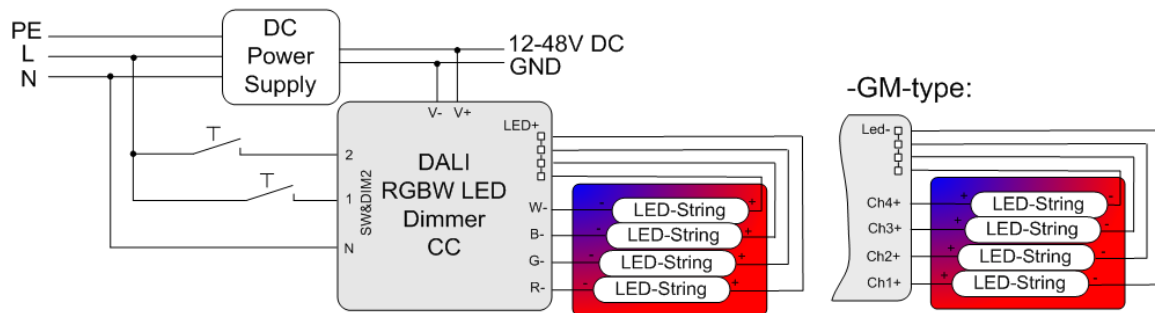 PE
L
N
DC
Power
Supply
12-48V DC
GND
V- V+
LED+
2
1
N
SW&DIM2
DALI
RGBW LED
Dimmer
CC
W-
B-
G-
R-
- LED-String +
- LED-String +
- LED-String +
- LED-String +
-GM-type:
Led-
Ch4+
Ch3+
Ch2+
Ch1+
+ LED-String -
+ LED-String -
+ LED-String -
+ LED-String -